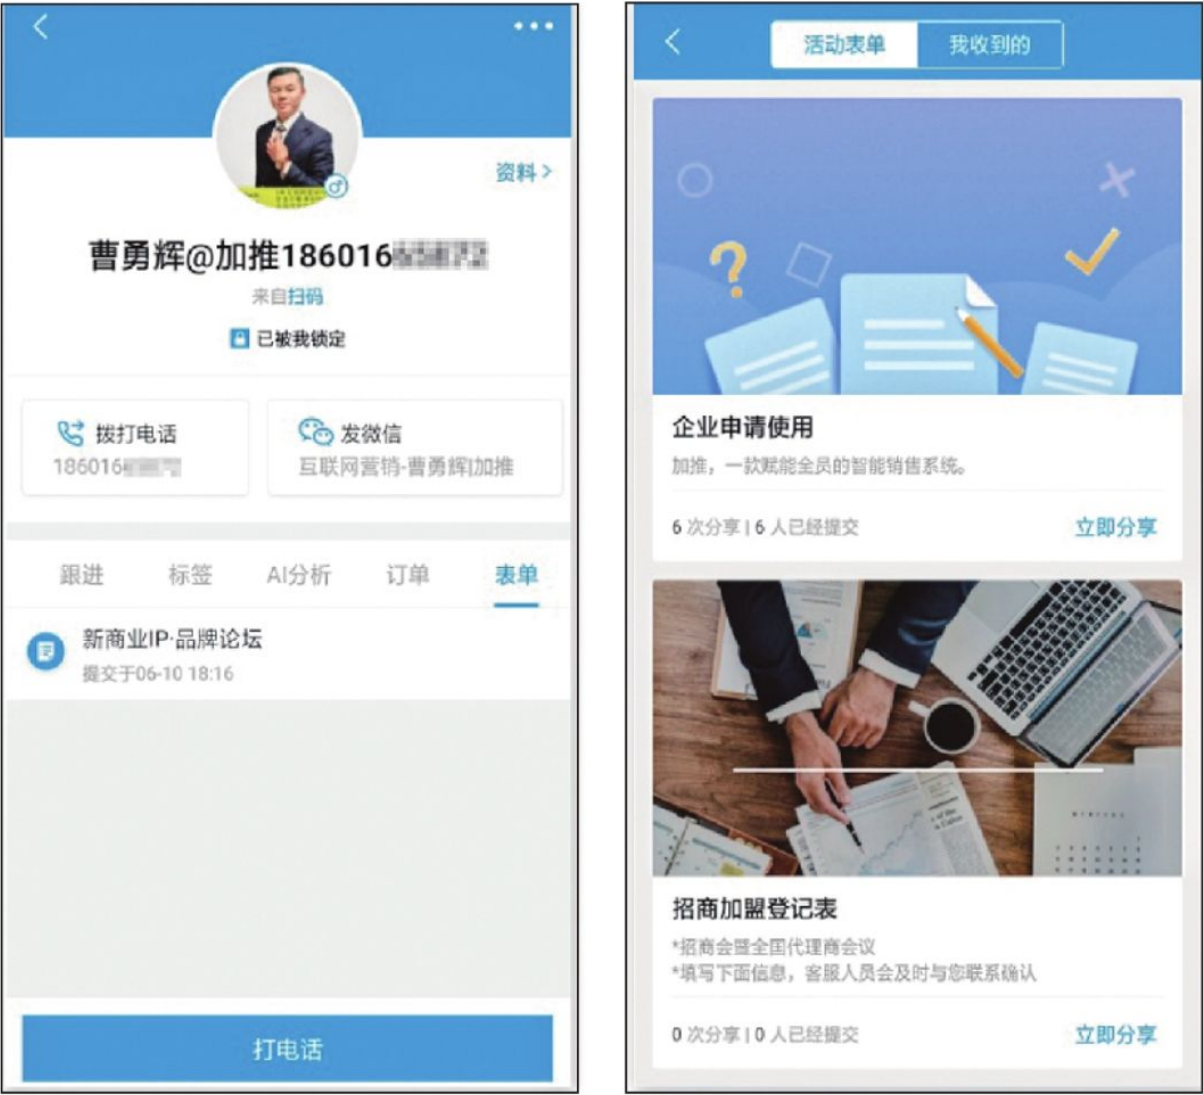 资料>
曹勇辉@加推186016
来自扫码
已被我锁定
拨打电话
186016
发微信
互联网营销-曹勇辉|加推
跟进 标签 AI分析 订单 表单
新商业IP·品牌论坛
提交于06-10 18:16
打电话
活动表单 我收到的
企业申请使用
加推，一款赋能全员的智能销售系统。
6 次分享 | 6 人已经提交 立即分享
招商加盟登记表
*招商会暨全国代理商会议
*填写下面信息，客服人员会及时与您联系确认
0 次分享 | 0 人已经提交 立即分享